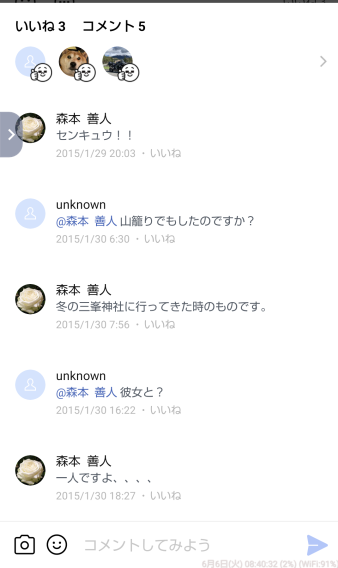 いいね 3 コメント 5
森本 善人
センキュウ！！
2015/1/29 20:03 ・ いいね
unknown
@森本 善人 山籠りでもしたのですか？
2015/1/30 6:30 ・ いいね
森本 善人
冬の三峯神社に行ってきた時のものです。
2015/1/30 7:56 ・ いいね
unknown
@森本 善人 彼女と？
2015/1/30 16:22 ・ いいね
森本 善人
一人ですよ、、、、
2015/1/30 18:27 ・ いいね
コメントしてみよう
6月6日(火) 08:40:32 (2%) (WiFi:91%)